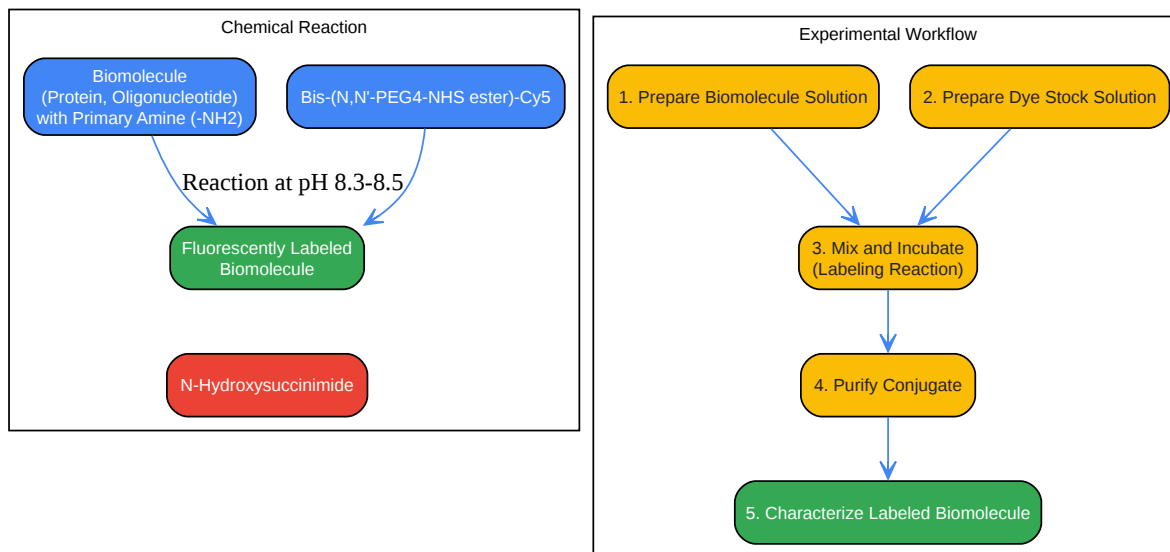 Chemical Reaction
Biomolecule
(Protein, Oligonucleotide)
with Primary Amine (-NH2)
Bis-(N,N'-PEG4-NHS ester)-Cy5
Reaction at pH 8.3-8.5
Fluorescently Labeled
Biomolecule
N-Hydroxysuccinimide
Experimental Workflow
1. Prepare Biomolecule Solution
2. Prepare Dye Stock Solution
3. Mix and Incubate
(Labeling Reaction)
4. Purify Conjugate
5. Characterize Labeled Biomolecule